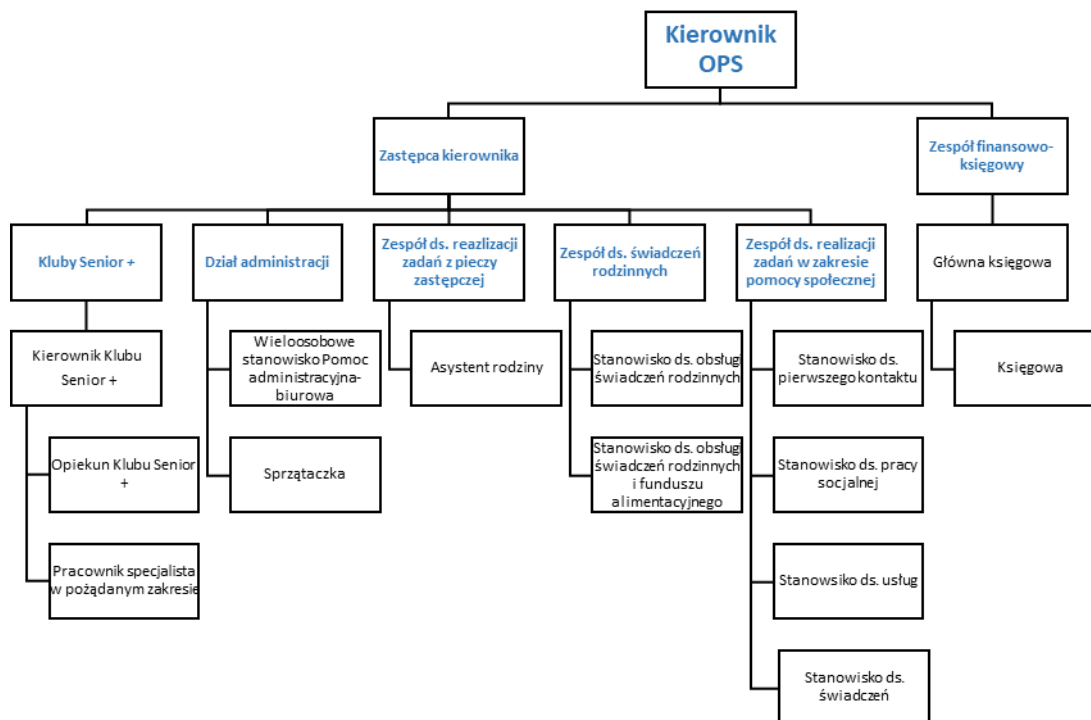 Kierownik
OPS
Zastępca kierownika
Zespół finansowo-
księgowy
Kluby Senior +
Dział administracji
Zespół ds. reazlizacji
zadań z pieczy
zastępczej
Zespół ds. świadczeń
rodzinnych
Zespół ds. realizacji
zadań w zakresie
pomocy społecznej
Główna księgowa
Kierownik Klubu
Senior +
Wieloosobowe
stanowisko Pomoc
administracyjna-
biurowa
Asystent rodziny
Stanowisko ds. obsługi
świadczeń rodzinnych
Stanowisko ds.
pierwszego kontaktu
Księgowa
Opiekun Klubu Senior
+
Sprzątaczka
Stanowisko ds. obsługi
świadczeń rodzinnych
i funduszu
alimentacyjnego
Stanowisko ds. pracy
socjalnej
Pracownik specjalista
w pożądanym zakresie
Stanowsiko ds. usług
Stanowisko ds.
świadczeń